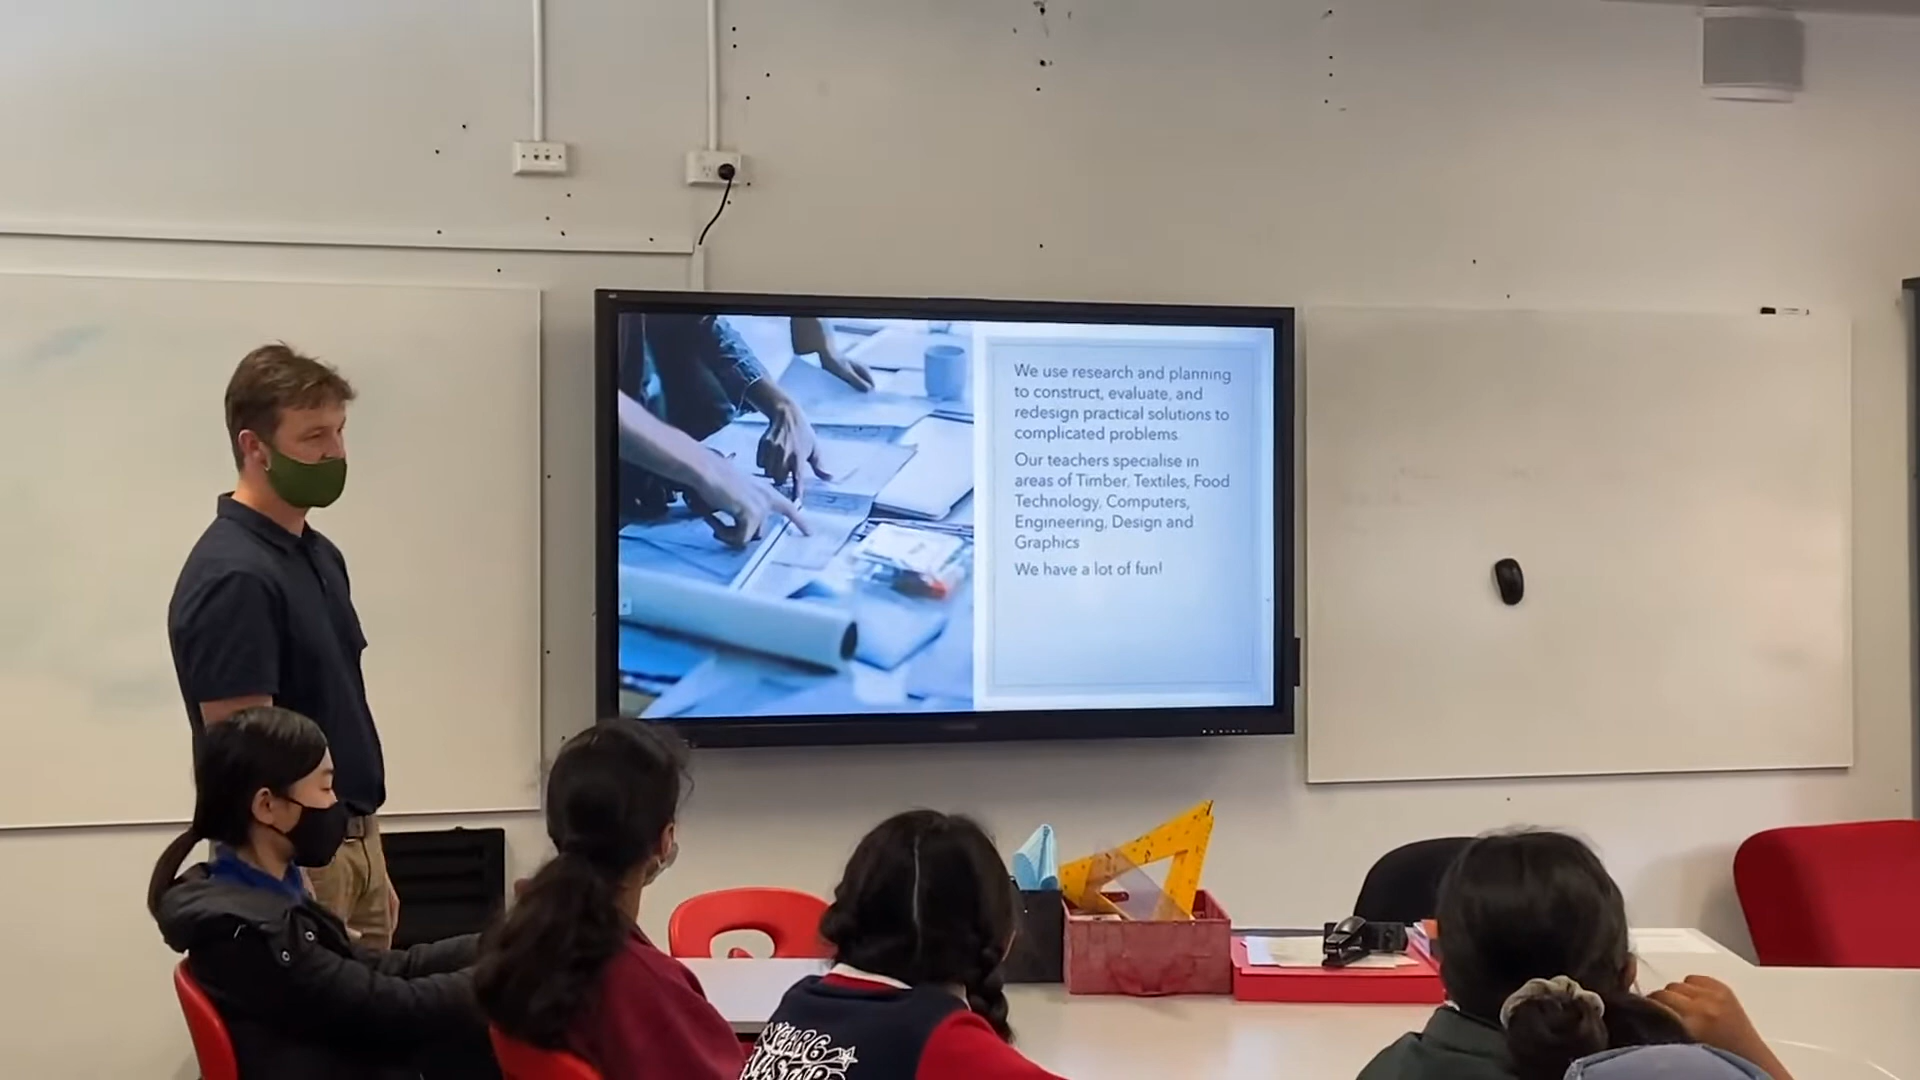 We use research and planning
to construct, evaluate, and
redesign practical solutions to
complicated problems.
Our teachers specialise in
areas of Timber, Textiles, Food
Technology, Computers,
Engineering, Design and
Graphics
We have a lot of fun!
YEAR6